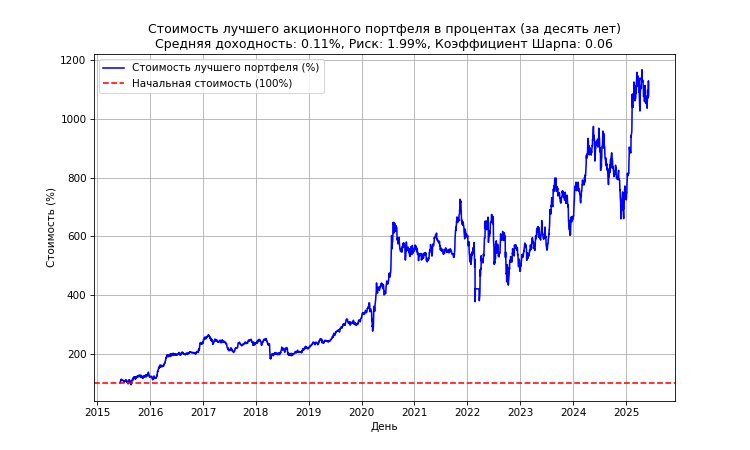 Стоимость лучшего акционного портфеля в процентах (за десять лет)
Средняя доходность: 0.11%, Риск: 1.99%, Коэффициент Шарпа: 0.06
Стоимость лучшего портфеля (%)
Начальная стоимость (100%)
Стоимость (%)
1200
1000
800
600
400
200
2015 2016 2017 2018 2019 2020 2021 2022 2023 2024 2025
День